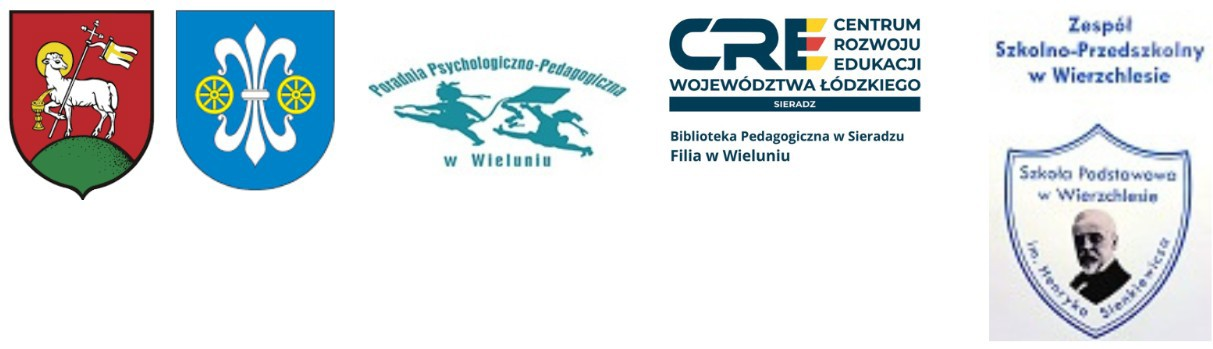 Poradnia Psychologiczno-Pedagogiczna
w Wieluniu
CRE CENTRUM
ROZWOJU
EDUKACJI
WOJEWÓDZTWA ŁÓDZKIEGO
SIERADZ
Biblioteka Pedagogiczna w Sieradzu
Filia w Wieluniu
Zespół
Szkolno-Przedszkolny
w Wierzchlesie
Szkoła Podstawowa
w Wierzchlesie
im. Henryka Sienkiewicza